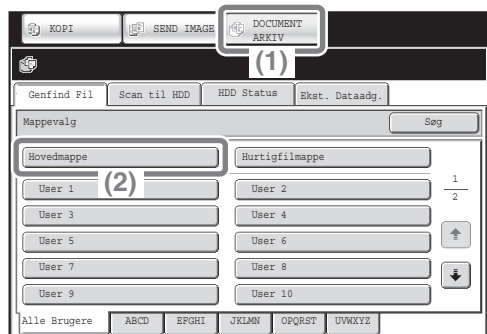 KOPI SEND IMAGE DOCUMENT
ARKIV
(1)
Genfind Fil Scan til HDD HDD Status Ekst. Dataadg.
Mappevalg Søg
Hovedmappe Hurtigfilmappe
(2)
User 1 User 2
1
2
User 3 User 4
User 5 User 6
User 7 User 8
User 9 User 10
Alle Brugere ABCD EFGHI JKLMN OPQRST UVWXYZ